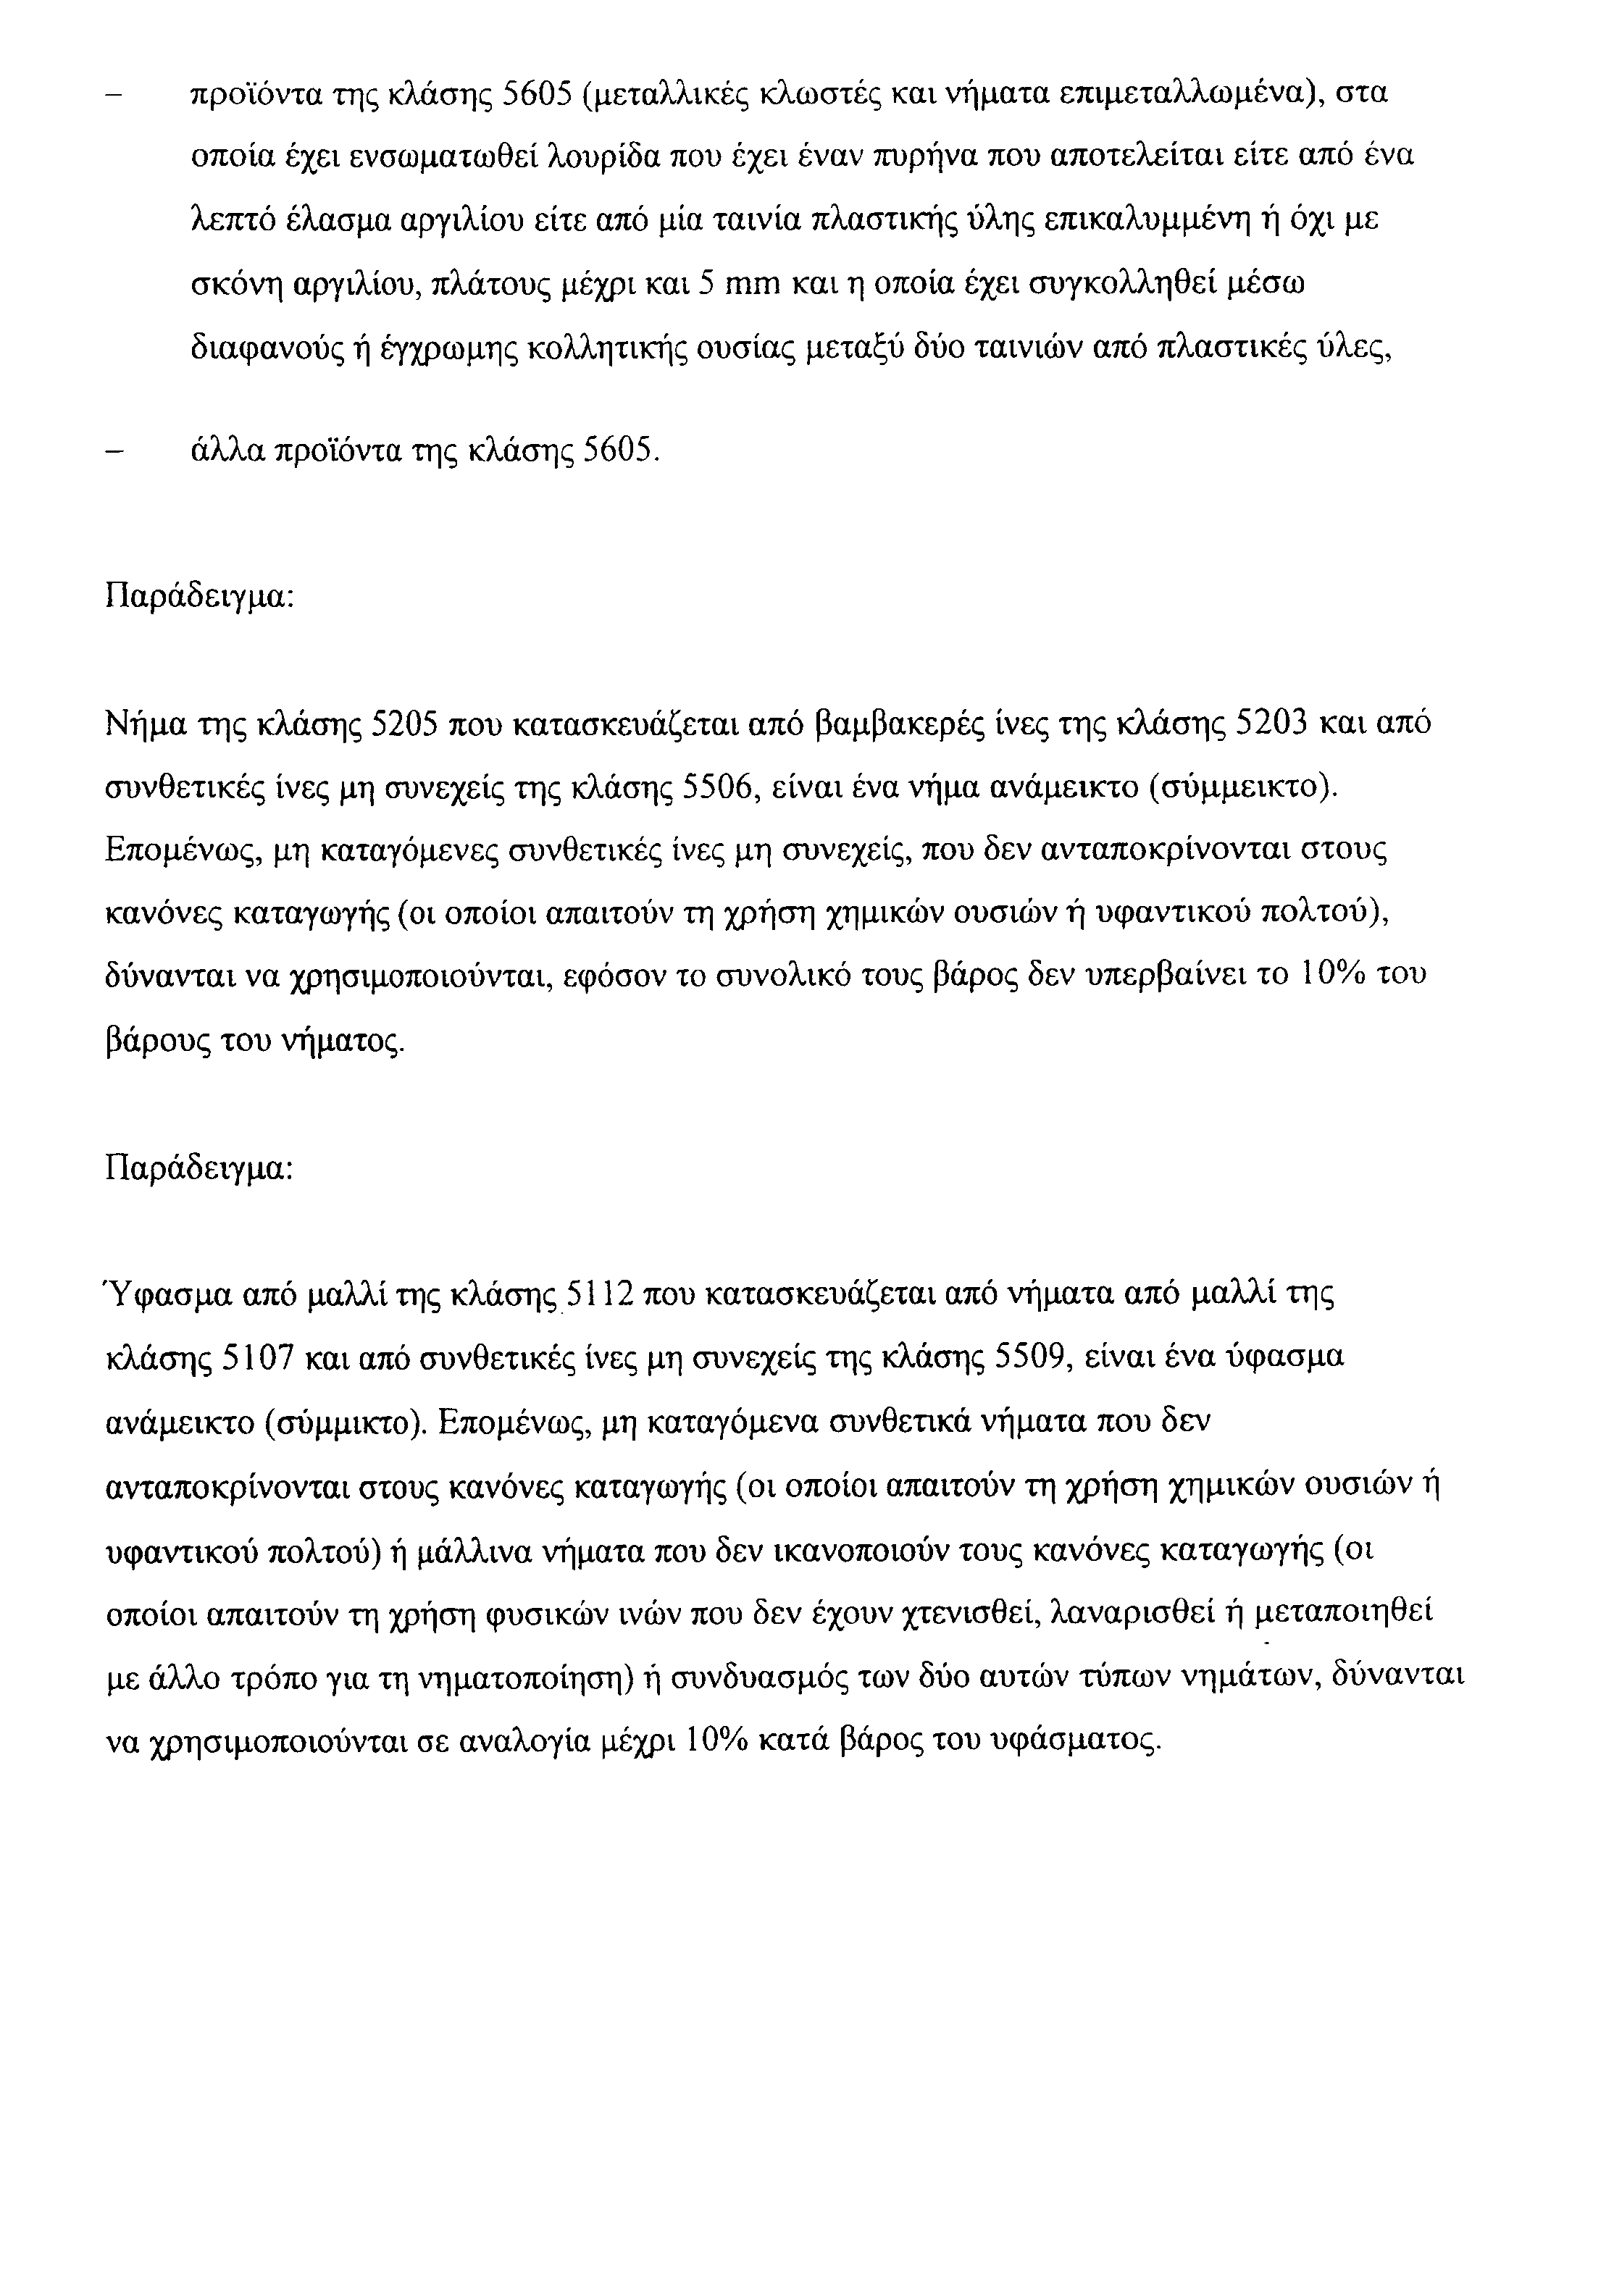 – προϊόντα της κλάσης 5605 (μεταλλικές κλωστές και νήματα επιμεταλλωμένα), στα
οποία έχει ενσωματωθεί λουρίδα που έχει έναν πυρήνα που αποτελείται είτε από ένα
λεπτό έλασμα αργιλίου είτε από μία ταινία πλαστικής ύλης επικαλυμμένη ή όχι με
σκόνη αργιλίου, πλάτους μέχρι και 5 mm και η οποία έχει συγκολληθεί μέσω
διαφανούς ή έγχρωμης κολλητικής ουσίας μεταξύ δύο ταινιών από πλαστικές ύλες,
– άλλα προϊόντα της κλάσης 5605.
Παράδειγμα:
Νήμα της κλάσης 5205 που κατασκευάζεται από βαμβακερές ίνες της κλάσης 5203 και από
συνθετικές ίνες μη συνεχείς της κλάσης 5506, είναι ένα νήμα ανάμεικτο (σύμμεικτο).
Επομένως, μη καταγόμενες συνθετικές ίνες μη συνεχείς, που δεν ανταποκρίνονται στους
κανόνες καταγωγής (οι οποίοι απαιτούν τη χρήση χημικών ουσιών ή υφαντικού πολτού),
δύνανται να χρησιμοποιούνται, εφόσον το συνολικό τους βάρος δεν υπερβαίνει το 10% του
βάρους του νήματος.
Παράδειγμα:
Ύφασμα από μαλλί της κλάσης 5112 που κατασκευάζεται από νήματα από μαλλί της
κλάσης 5107 και από συνθετικές ίνες μη συνεχείς της κλάσης 5509, είναι ένα ύφασμα
ανάμεικτο (σύμμικτο). Επομένως, μη καταγόμενα συνθετικά νήματα που δεν
ανταποκρίνονται στους κανόνες καταγωγής (οι οποίοι απαιτούν τη χρήση χημικών ουσιών ή
υφαντικού πολτού) ή μάλλινα νήματα που δεν ικανοποιούν τους κανόνες καταγωγής (οι
οποίοι απαιτούν τη χρήση φυσικών ινών που δεν έχουν χτενισθεί, λαναρισθεί ή μεταποιηθεί
με άλλο τρόπο για τη νηματοποίηση) ή συνδυασμός των δύο αυτών τύπων νημάτων, δύνανται
να χρησιμοποιούνται σε αναλογία μέχρι 10% κατά βάρος του υφάσματος.